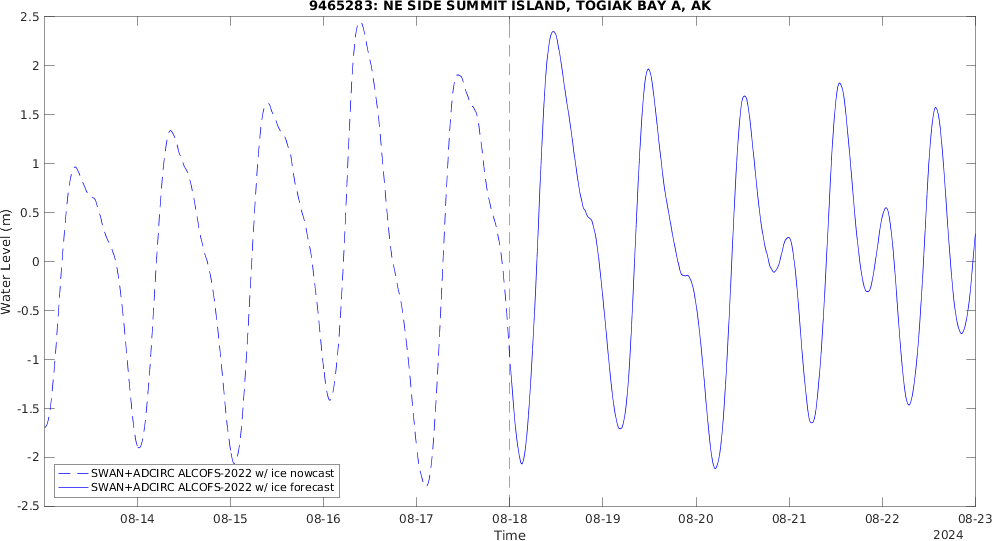 9465283: NE SIDE SUMMIT ISLAND, TOGIAK BAY A, AK
2.5
2
1.5
1
0.5
0
-0.5
-1
-1.5
-2
-2.5
Water Level (m)
SWAN+ADCIRC ALCOFS-2022 w/ ice nowcast
SWAN+ADCIRC ALCOFS-2022 w/ ice forecast
08-14 08-15 08-16 08-17 08-18 08-19 08-20 08-21 08-22 08-23
Time
2024